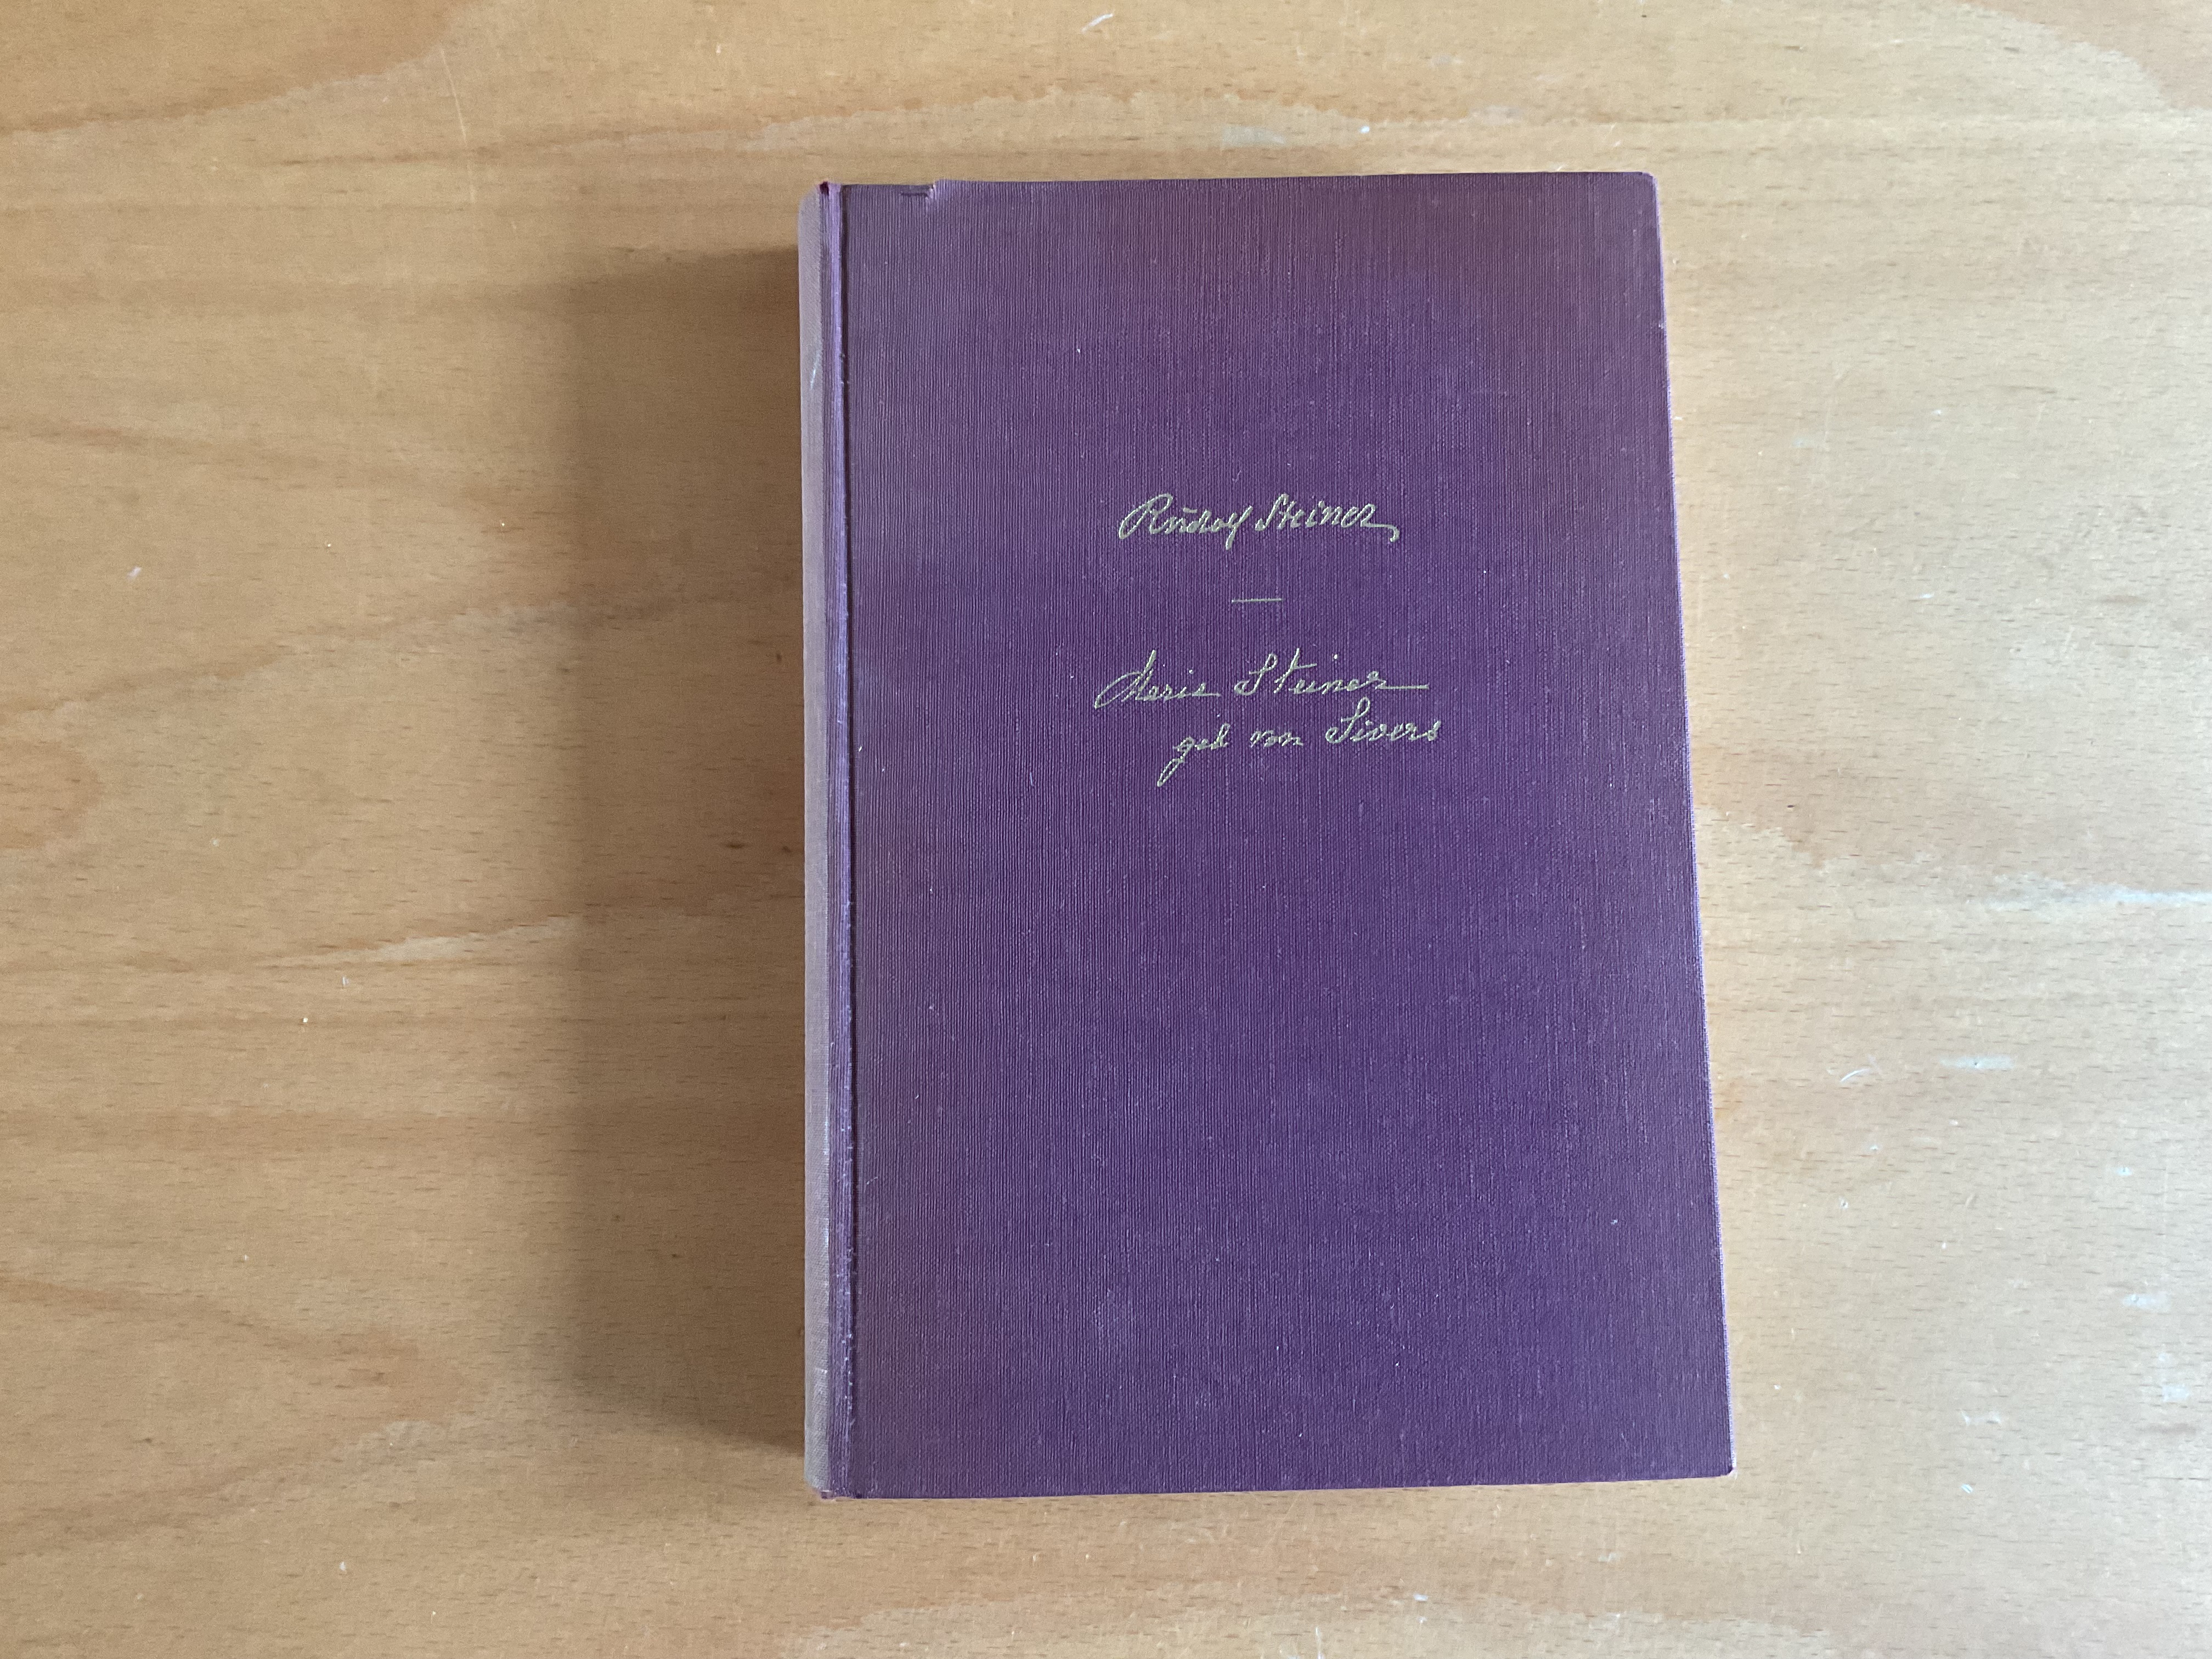 Rudolf Steiner
—
Marie Steiner
geb von Sivers